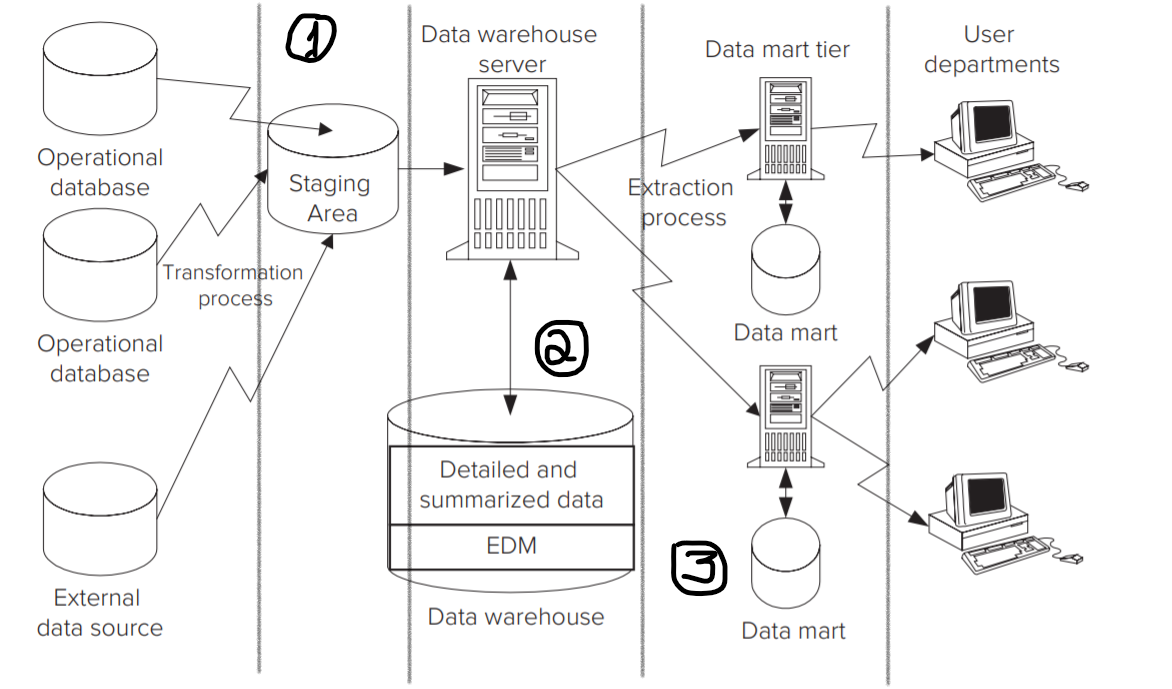 Operational
database
Operational
database
External
data source
Transformation
process
1
Staging
Area
Data warehouse
server
2
Detailed and
summarized data
EDM
Data warehouse
Extraction
process
Data mart tier
Data mart
3
Data mart
User
departments